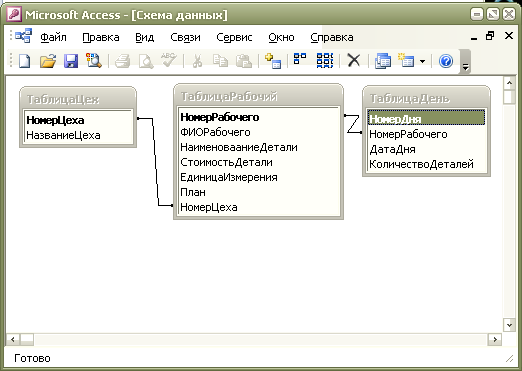 Microsoft Access - [Схема данных]
Файл Правка Вид Связи Сервис Окно Справка
ТаблицаЦех
НомерЦеха
НазваниеЦеха
ТаблицаРабочий
НомерРабочего
ФИОРабочего
НаименоваaниеДетали
СтоимостьДетали
ЕдиницаИзмерения
План
НомерЦеха
ТаблицаДень
НомерДня
НомерРабочего
ДатаДня
КоличествоДеталей
Готово